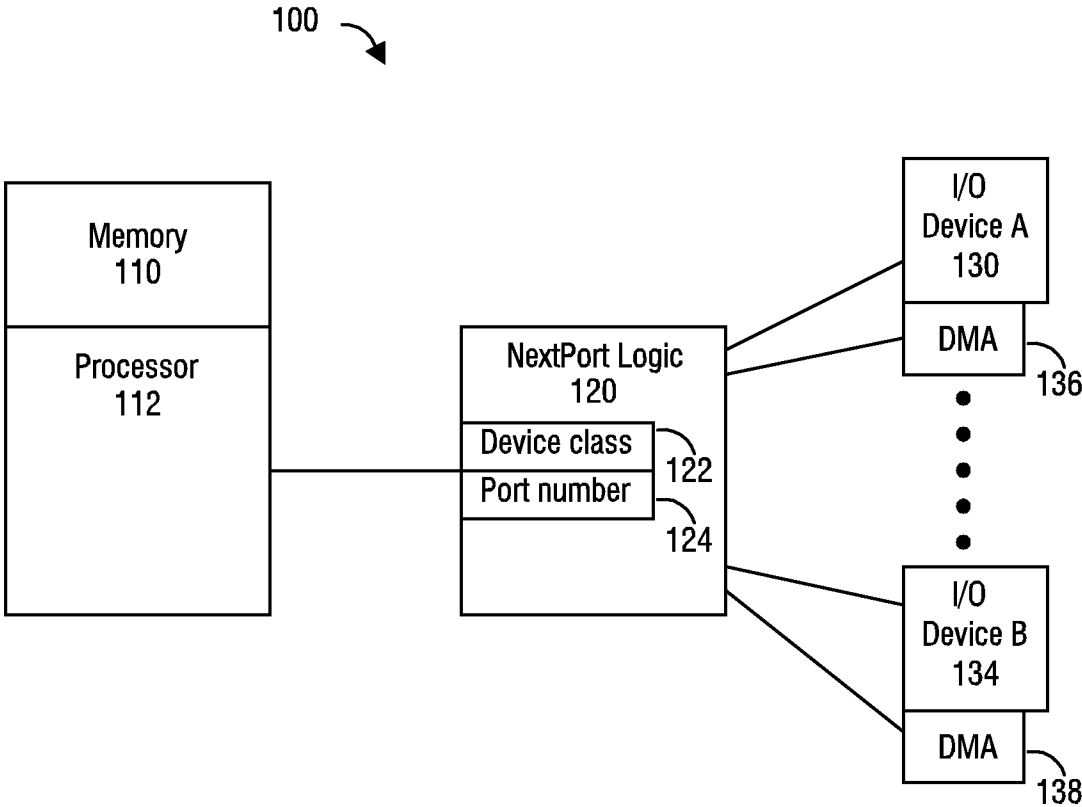 100
Memory
110
Processor
112
NextPort Logic
120
Device class
122
Port number
124
I/O
Device A
130
DMA
136
I/O
Device B
134
DMA
138